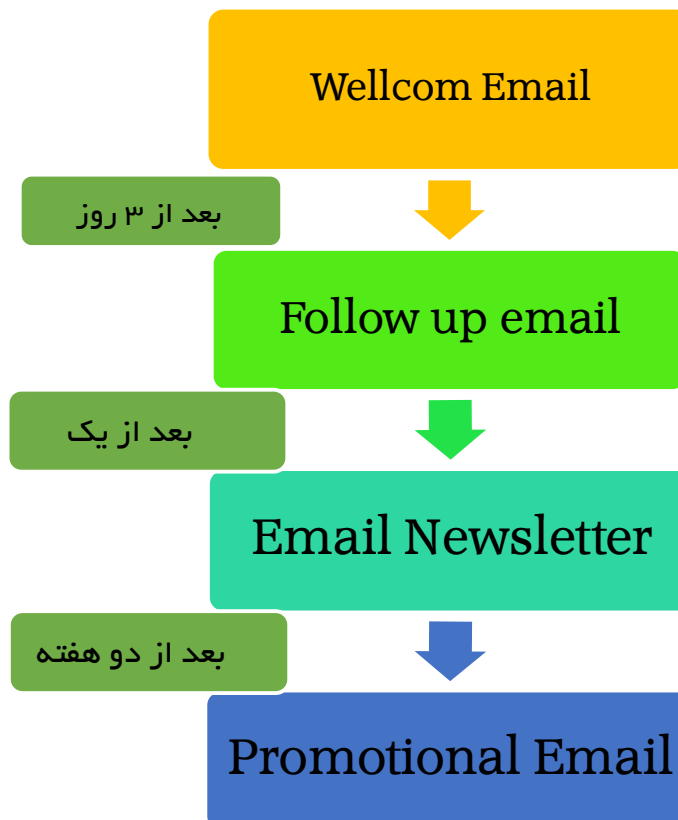 Wellcom Email
بعد از ۳ روز
Follow up email
بعد از یک
Email Newsletter
بعد از دو هفته
Promotional Email